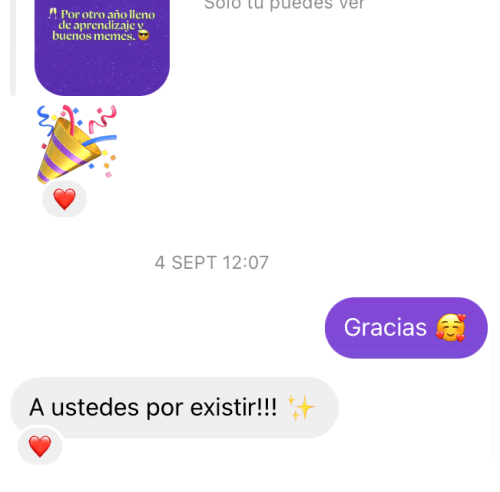 Solo tú puedes ver
🥂 Por otro año lleno
de aprendizaje y
buenos memes. 😎
4 SEPT 12:07
Gracias 🥰
A ustedes por existir!!! ✨